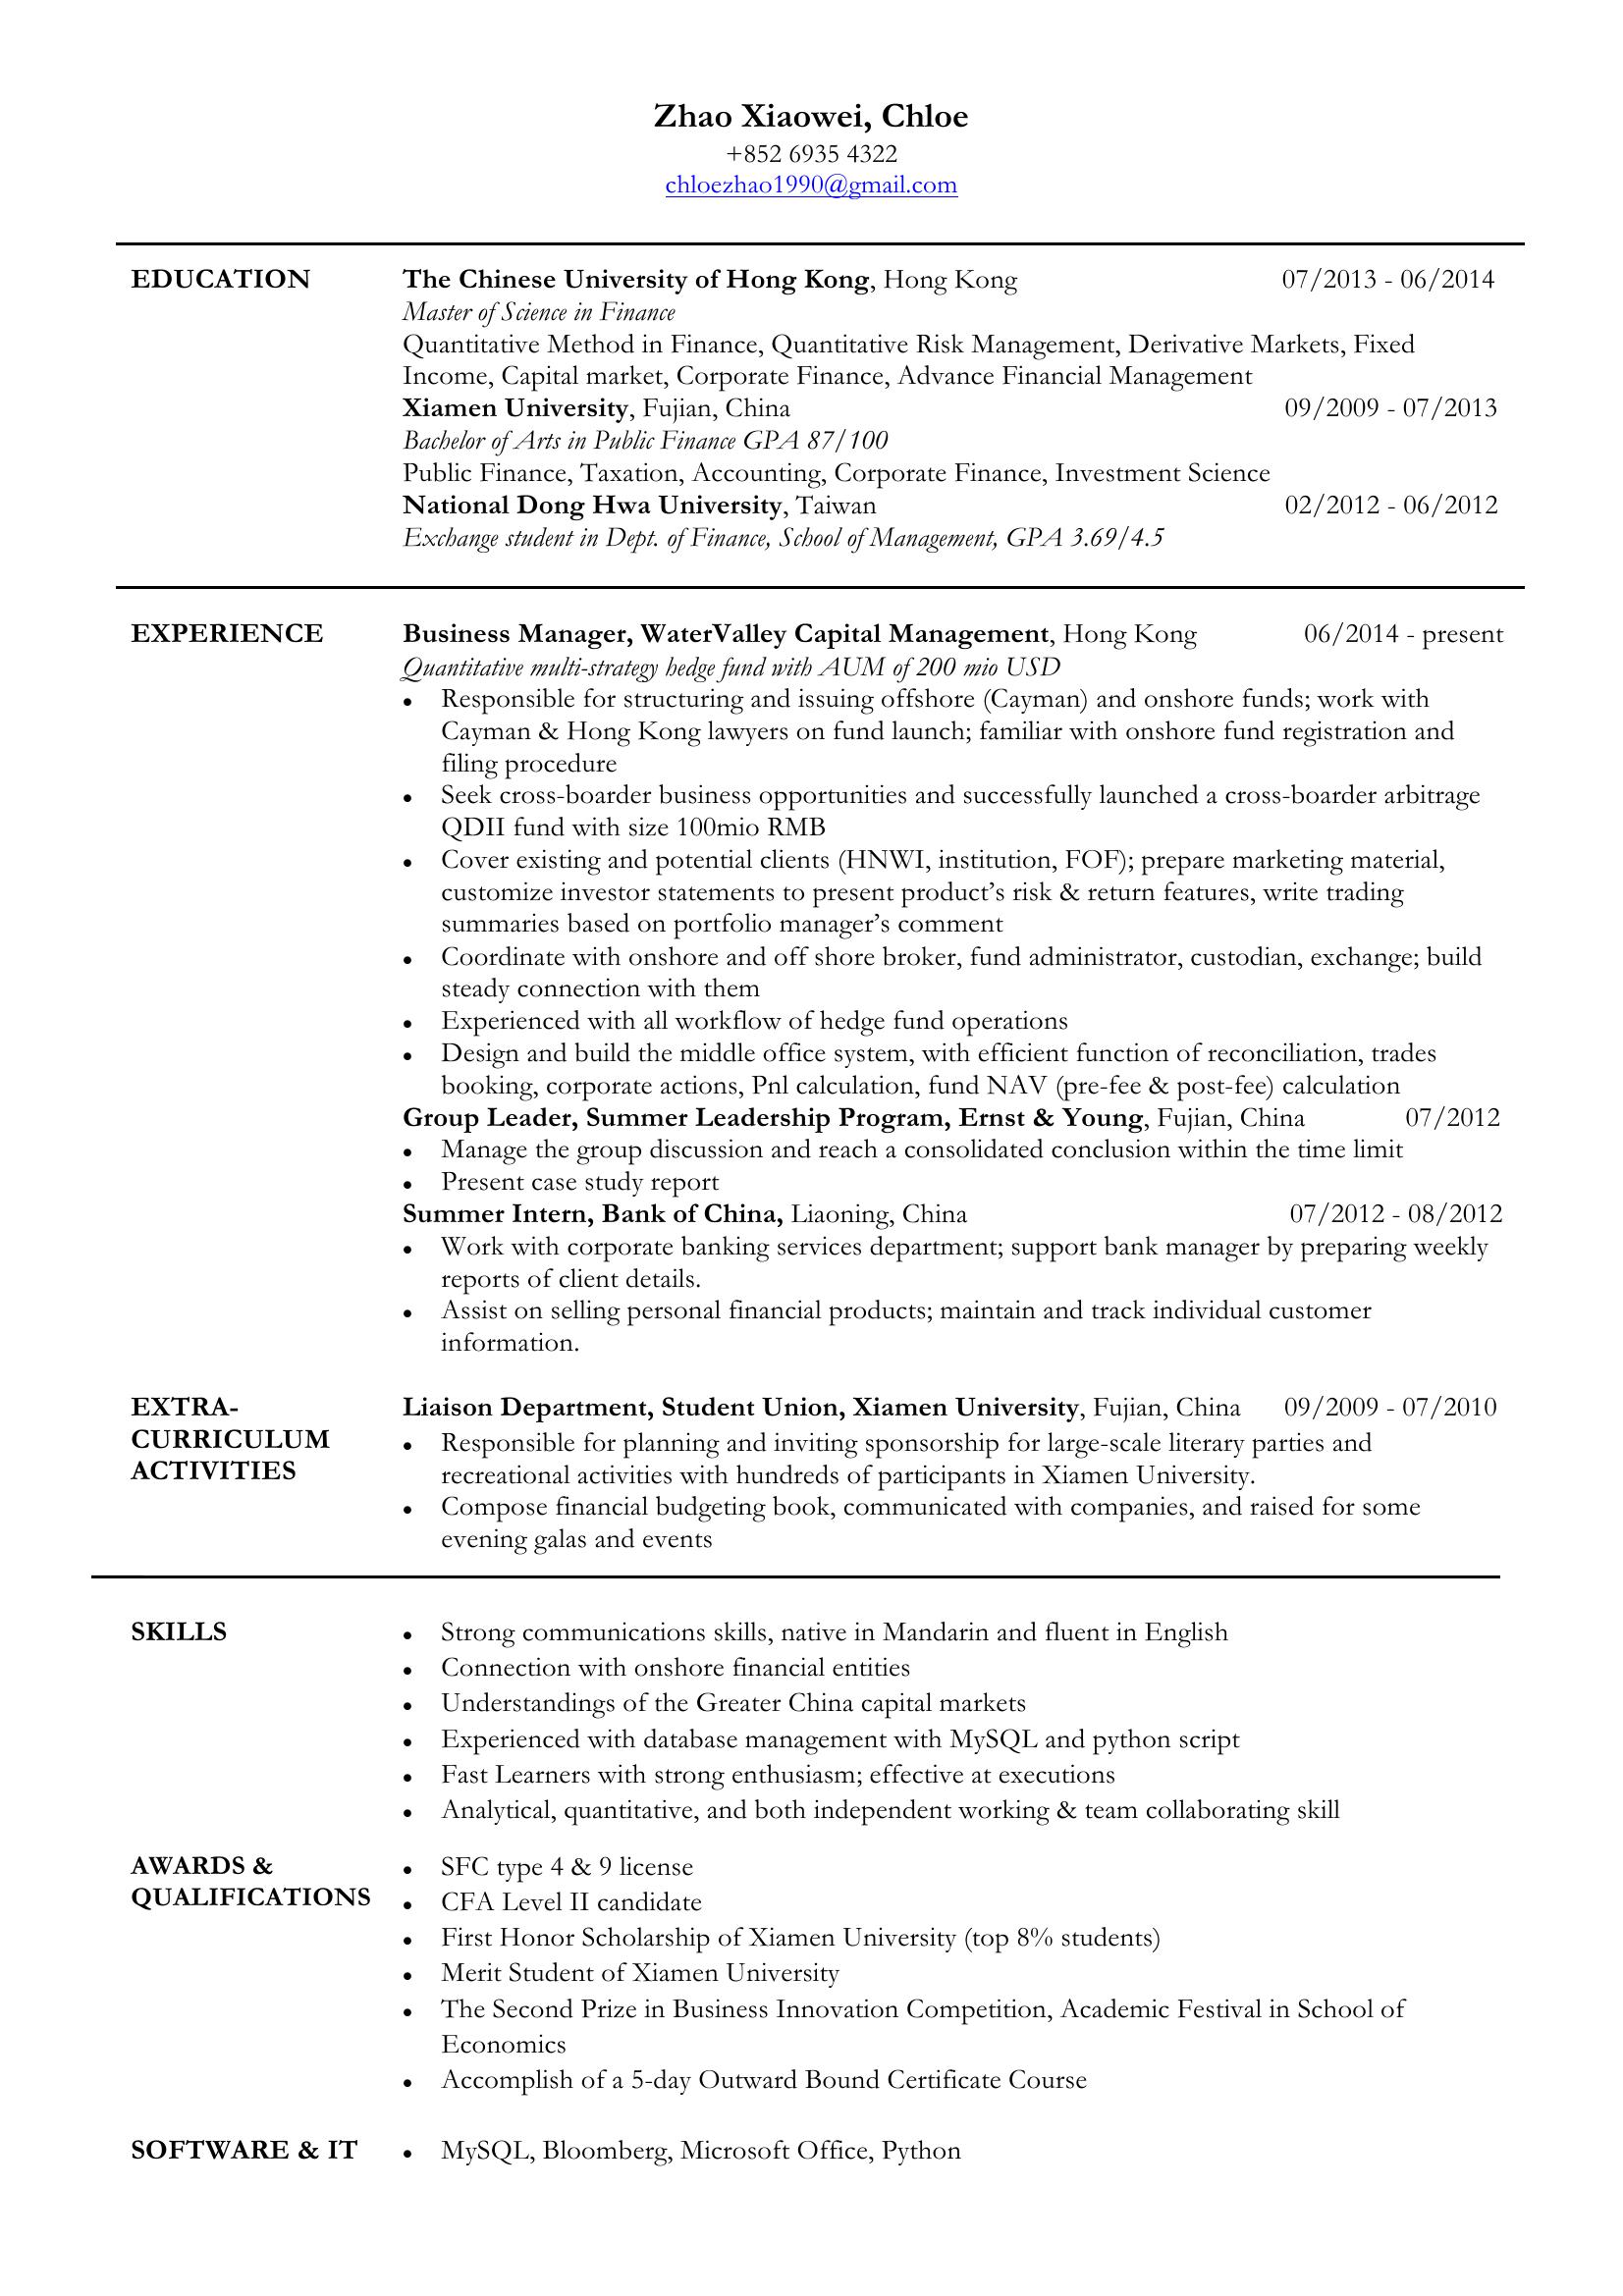 Zhao Xiaowei, Chloe
+852 6935 4322
chloezhao1990@gmail.com
EDUCATION
The Chinese University of Hong Kong, Hong Kong 07/2013 - 06/2014
Master of Science in Finance
Quantitative Method in Finance, Quantitative Risk Management, Derivative Markets, Fixed
Income, Capital market, Corporate Finance, Advance Financial Management
Xiamen University, Fujian, China 09/2009 - 07/2013
Bachelor of Arts in Public Finance GPA 87/100
Public Finance, Taxation, Accounting, Corporate Finance, Investment Science
National Dong Hwa University, Taiwan 02/2012 - 06/2012
Exchange student in Dept. of Finance, School of Management, GPA 3.69/4.5
EXPERIENCE
Business Manager, WaterValley Capital Management, Hong Kong 06/2014 - present
Quantitative multi-strategy hedge fund with AUM of 200 mio USD
• Responsible for structuring and issuing offshore (Cayman) and onshore funds; work with
Cayman & Hong Kong lawyers on fund launch; familiar with onshore fund registration and
filing procedure
• Seek cross-boarder business opportunities and successfully launched a cross-boarder arbitrage
QDII fund with size 100mio RMB
• Cover existing and potential clients (HNWI, institution, FOF); prepare marketing material,
customize investor statements to present product’s risk & return features, write trading
summaries based on portfolio manager’s comment
• Coordinate with onshore and off shore broker, fund administrator, custodian, exchange; build
steady connection with them
• Experienced with all workflow of hedge fund operations
• Design and build the middle office system, with efficient function of reconciliation, trades
booking, corporate actions, Pnl calculation, fund NAV (pre-fee & post-fee) calculation
Group Leader, Summer Leadership Program, Ernst & Young, Fujian, China 07/2012
• Manage the group discussion and reach a consolidated conclusion within the time limit
• Present case study report
Summer Intern, Bank of China, Liaoning, China 07/2012 - 08/2012
• Work with corporate banking services department; support bank manager by preparing weekly
reports of client details.
• Assist on selling personal financial products; maintain and track individual customer
information.
EXTRA-
CURRICULUM
ACTIVITIES
Liaison Department, Student Union, Xiamen University, Fujian, China 09/2009 - 07/2010
• Responsible for planning and inviting sponsorship for large-scale literary parties and
recreational activities with hundreds of participants in Xiamen University.
• Compose financial budgeting book, communicated with companies, and raised for some
evening galas and events
SKILLS
• Strong communications skills, native in Mandarin and fluent in English
• Connection with onshore financial entities
• Understandings of the Greater China capital markets
• Experienced with database management with MySQL and python script
• Fast Learners with strong enthusiasm; effective at executions
• Analytical, quantitative, and both independent working & team collaborating skill
AWARDS &
QUALIFICATIONS
• SFC type 4 & 9 license
• CFA Level II candidate
• First Honor Scholarship of Xiamen University (top 8% students)
• Merit Student of Xiamen University
• The Second Prize in Business Innovation Competition, Academic Festival in School of
Economics
• Accomplish of a 5-day Outward Bound Certificate Course
SOFTWARE & IT
• MySQL, Bloomberg, Microsoft Office, Python